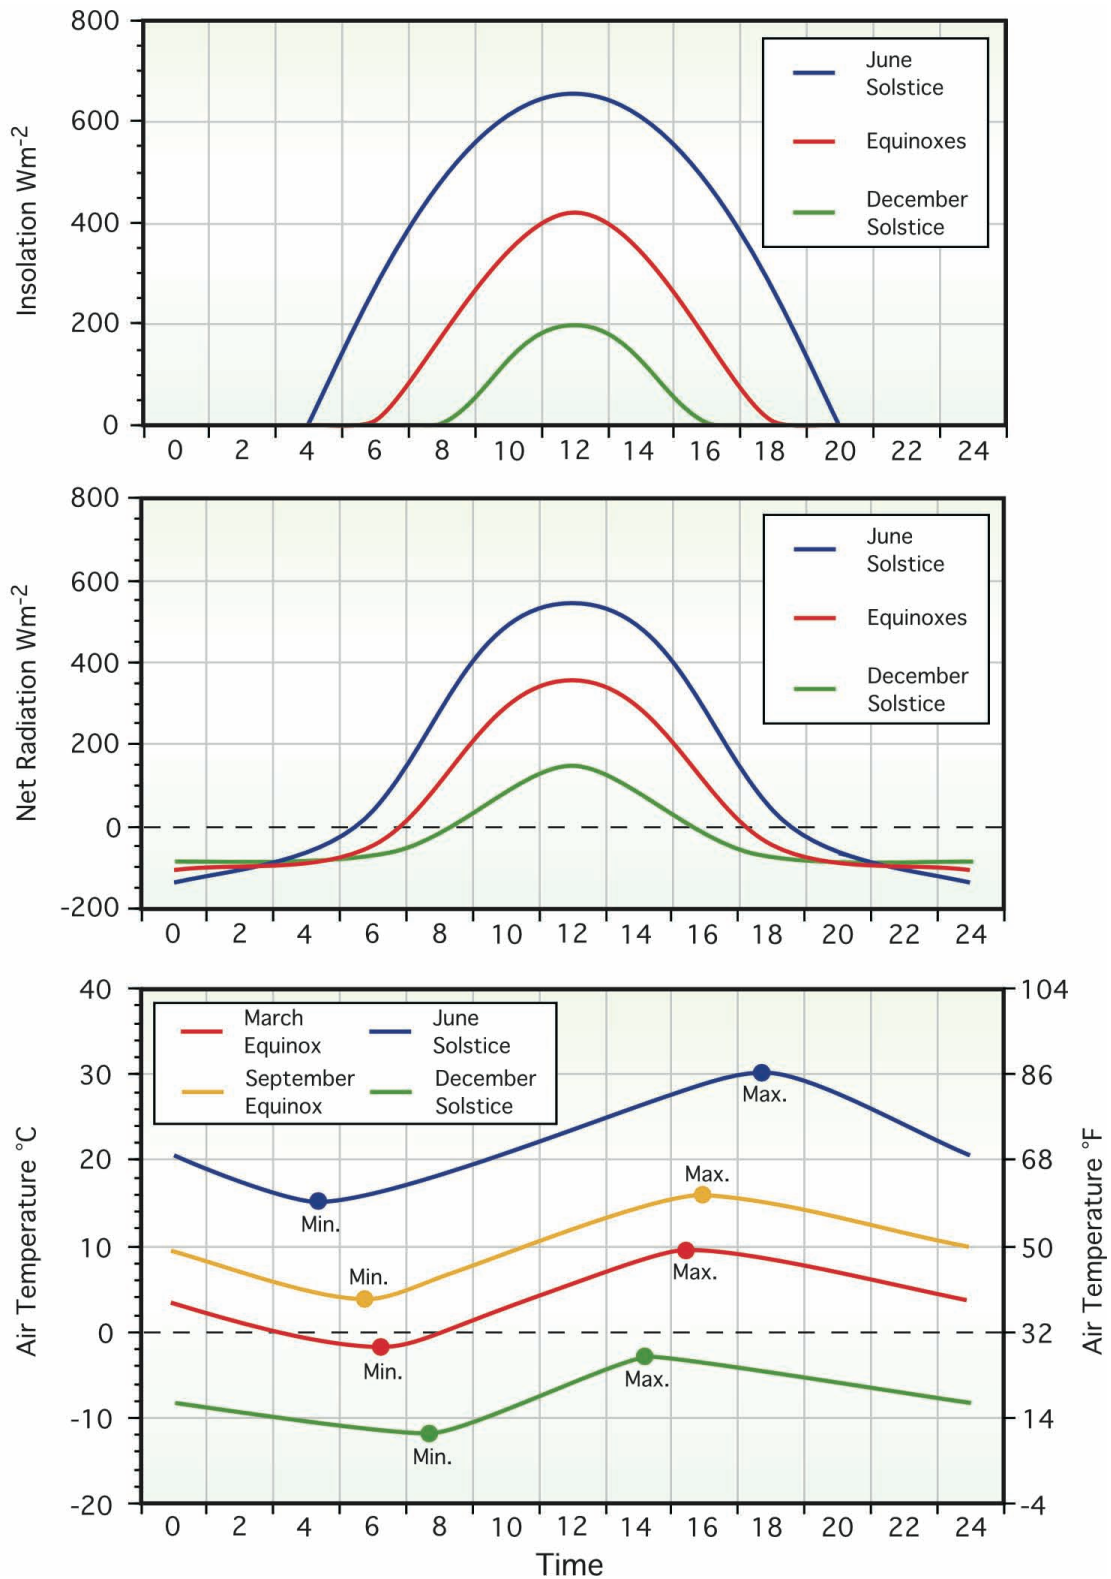 800
600
400
200
0
Insolation Wm-2
June
Solstice
Equinoxes
December
Solstice
0 2 4 6 8 10 12 14 16 18 20 22 24
800
600
400
200
0
-200
Net Radiation Wm-2
June
Solstice
Equinoxes
December
Solstice
0 2 4 6 8 10 12 14 16 18 20 22 24
40
30
20
10
0
-10
-20
Air Temperature °C
March
Equinox
June
Solstice
September
Equinox
December
Solstice
Max.
Min.
Max.
Min.
Max.
Min.
Max.
Min.
104
86
68
50
32
14
-4
Air Temperature °F
0 2 4 6 8 10 12 14 16 18 20 22 24
Time